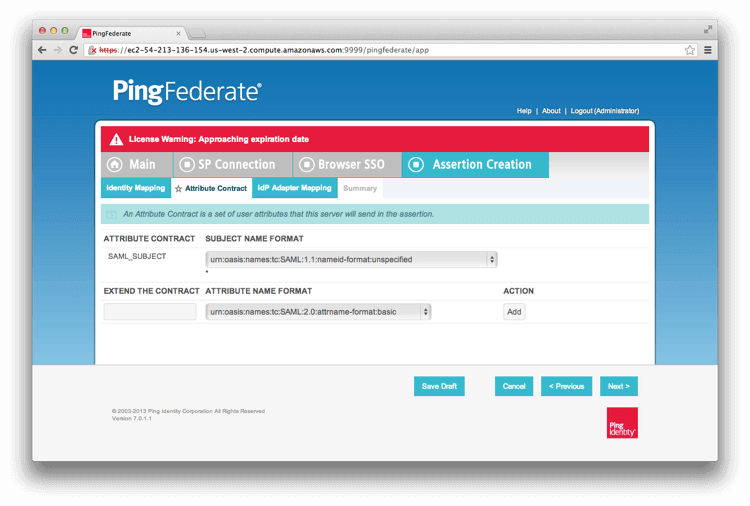 PingFederate
https://ec2-54-213-136-154.us-west-2.compute.amazonaws.com:9999/pingfederate/app
PingFederate®
Help | About | Logout (Administrator)
License Warning: Approaching expiration date
Main SP Connection Browser SSO Assertion Creation
Identity Mapping Attribute Contract IdP Adapter Mapping Summary
An Attribute Contract is a set of user attributes that this server will send in the assertion.
ATTRIBUTE CONTRACT SUBJECT NAME FORMAT
SAML_SUBJECT urn:oasis:names:tc:SAML:1.1:nameid-format:unspecified
*
EXTEND THE CONTRACT ATTRIBUTE NAME FORMAT ACTION
urn:oasis:names:tc:SAML:2.0:attrname-format:basic Add
Save Draft Cancel < Previous Next >
© 2003-2013 Ping Identity Corporation All Rights Reserved
Version 7.0.1.1
Ping
Identity®